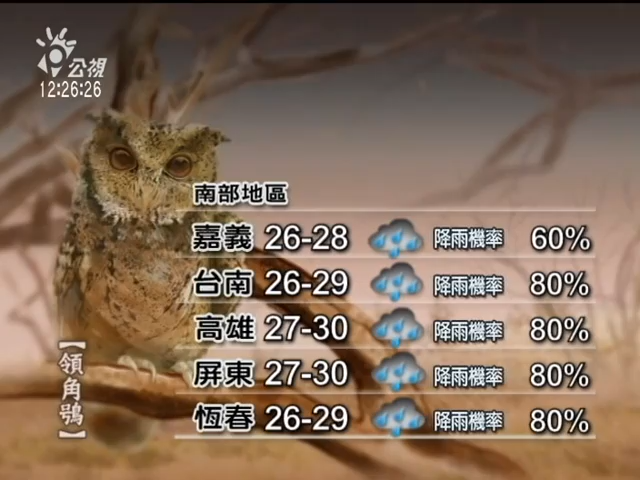 公視
12:26:26
南部地區
嘉義 26-28 降雨機率 60%
台南 26-29 降雨機率 80%
高雄 27-30 降雨機率 80%
屏東 27-30 降雨機率 80%
恆春 26-29 降雨機率 80%
【領角鴞】